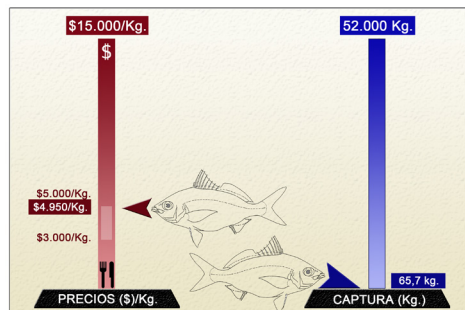 $15.000/Kg.
52.000 Kg.
$
$5.000/Kg.
$4.950/Kg.
$3.000/Kg.
65,7 kg.
PRECIOS ($)/Kg.
CAPTURA (Kg.)